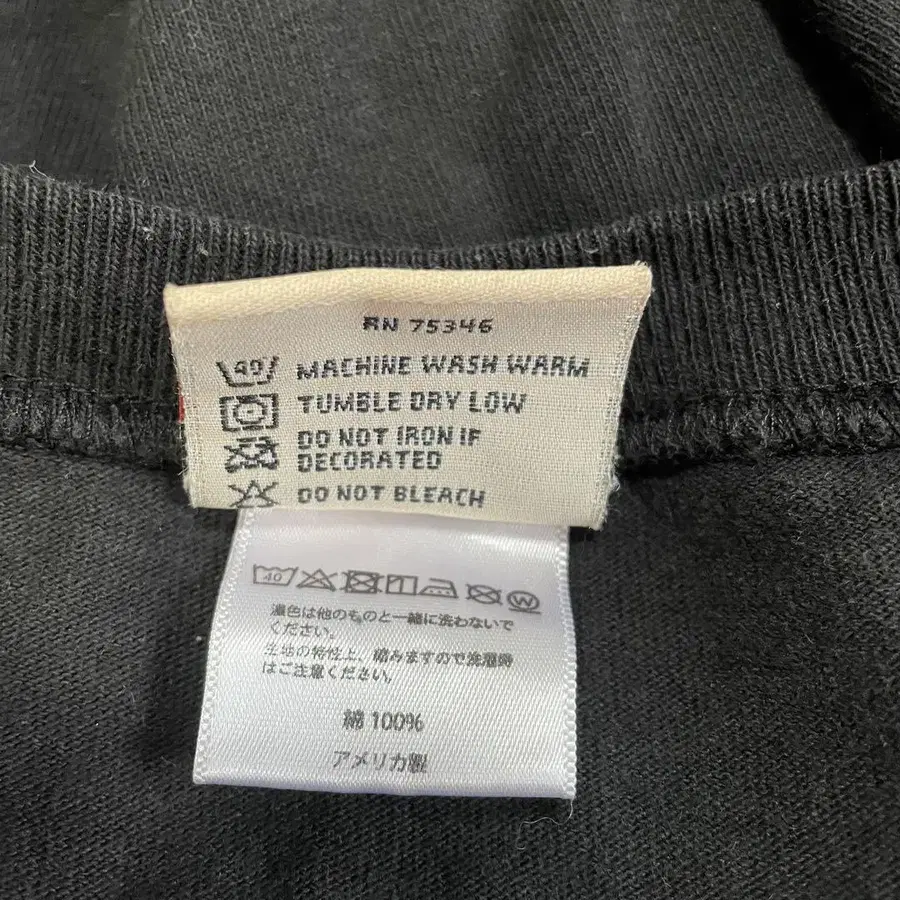 RN 75346
40 MACHINE WASH WARM
TUMBLE DRY LOW
DO NOT IRON IF
DECORATED
DO NOT BLEACH
40 W
濃色は他のものと一緒に洗わないで
ください。
生地の特性上、縮みますので洗濯時
はご注意ください。
綿 100%
アメリカ製